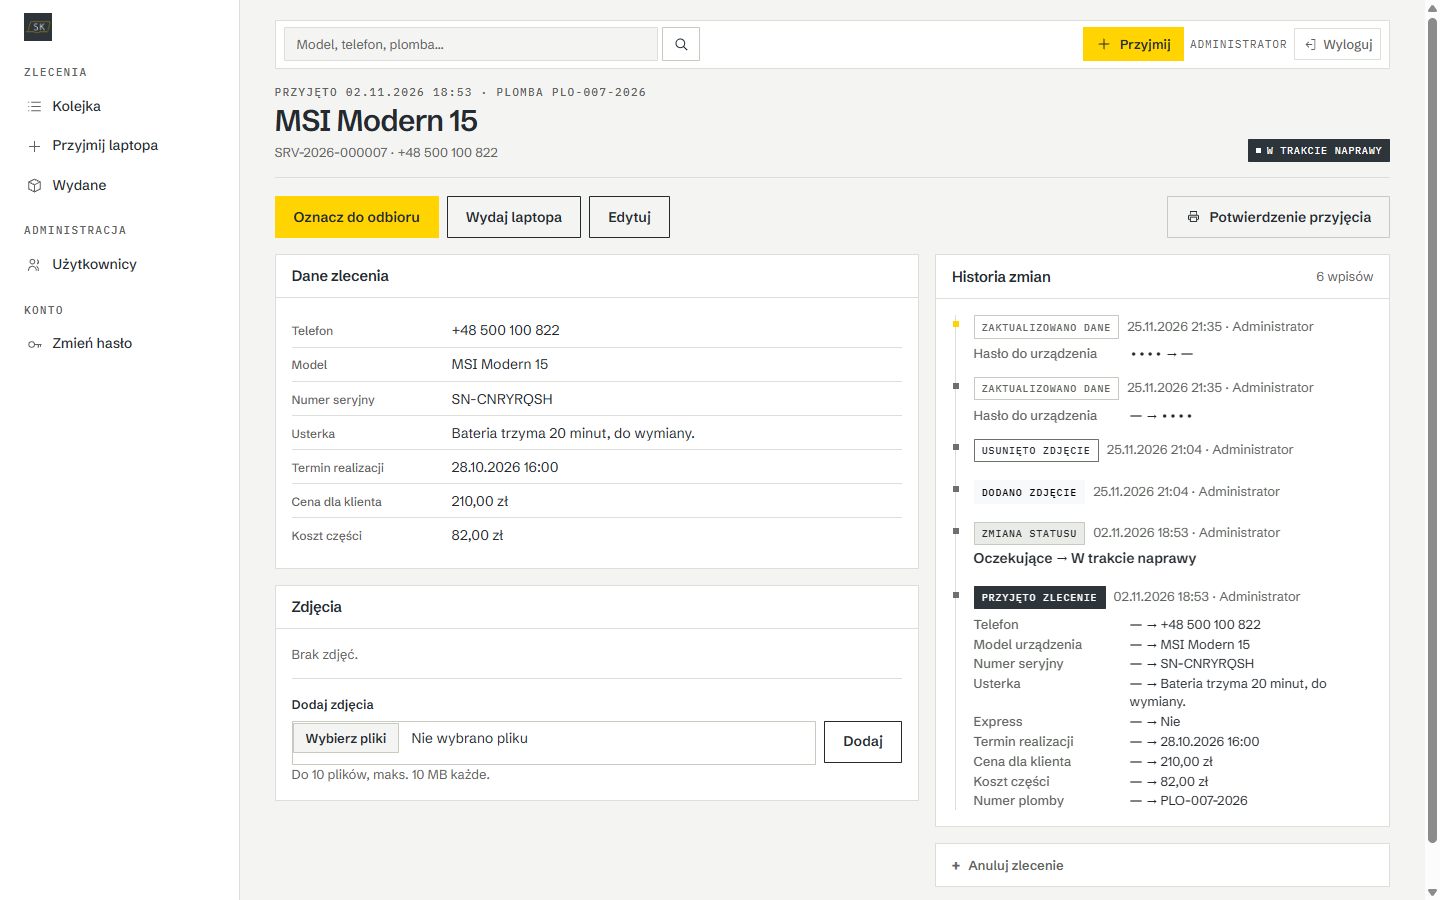 SK
ZLECENIA
Kolejka
Przyjmij laptopa
Wydane
ADMINISTRACJA
Użytkownicy
KONTO
Zmień hasło
Model, telefon, plomba...
Przyjmij
ADMINISTRATOR
Wyloguj
PRZYJĘTO 02.11.2026 18:53 · PLOMBA PLO-007-2026
MSI Modern 15
SRV-2026-000007 · +48 500 100 822
W TRAKCIE NAPRAWY
Oznacz do odbioru
Wydaj laptopa
Edytuj
Potwierdzenie przyjęcia
Dane zlecenia
Telefon +48 500 100 822
Model MSI Modern 15
Numer seryjny SN-CNRYRQSH
Usterka Bateria trzyma 20 minut, do wymiany.
Termin realizacji 28.10.2026 16:00
Cena dla klienta 210,00 zł
Koszt części 82,00 zł
Zdjęcia
Brak zdjęć.
Dodaj zdjęcia
Wybierz pliki Nie wybrano pliku
Dodaj
Do 10 plików, maks. 10 MB każde.
Historia zmian 6 wpisów
ZAKTUALIZOWANO DANE 25.11.2026 21:35 · Administrator
Hasło do urządzenia •••• → —
ZAKTUALIZOWANO DANE 25.11.2026 21:35 · Administrator
Hasło do urządzenia — → ••••
USUNIĘTO ZDJĘCIE 25.11.2026 21:04 · Administrator
DODANO ZDJĘCIE 25.11.2026 21:04 · Administrator
ZMIANA STATUSU 02.11.2026 18:53 · Administrator
Oczekujące → W trakcie naprawy
PRZYJĘTO ZLECENIE 02.11.2026 18:53 · Administrator
Telefon — → +48 500 100 822
Model urządzenia — → MSI Modern 15
Numer seryjny — → SN-CNRYRQSH
Usterka — → Bateria trzyma 20 minut, do
wymiany.
Express — → Nie
Termin realizacji — → 28.10.2026 16:00
Cena dla klienta — → 210,00 zł
Koszt części — → 82,00 zł
Numer plomby — → PLO-007-2026
+ Anuluj zlecenie